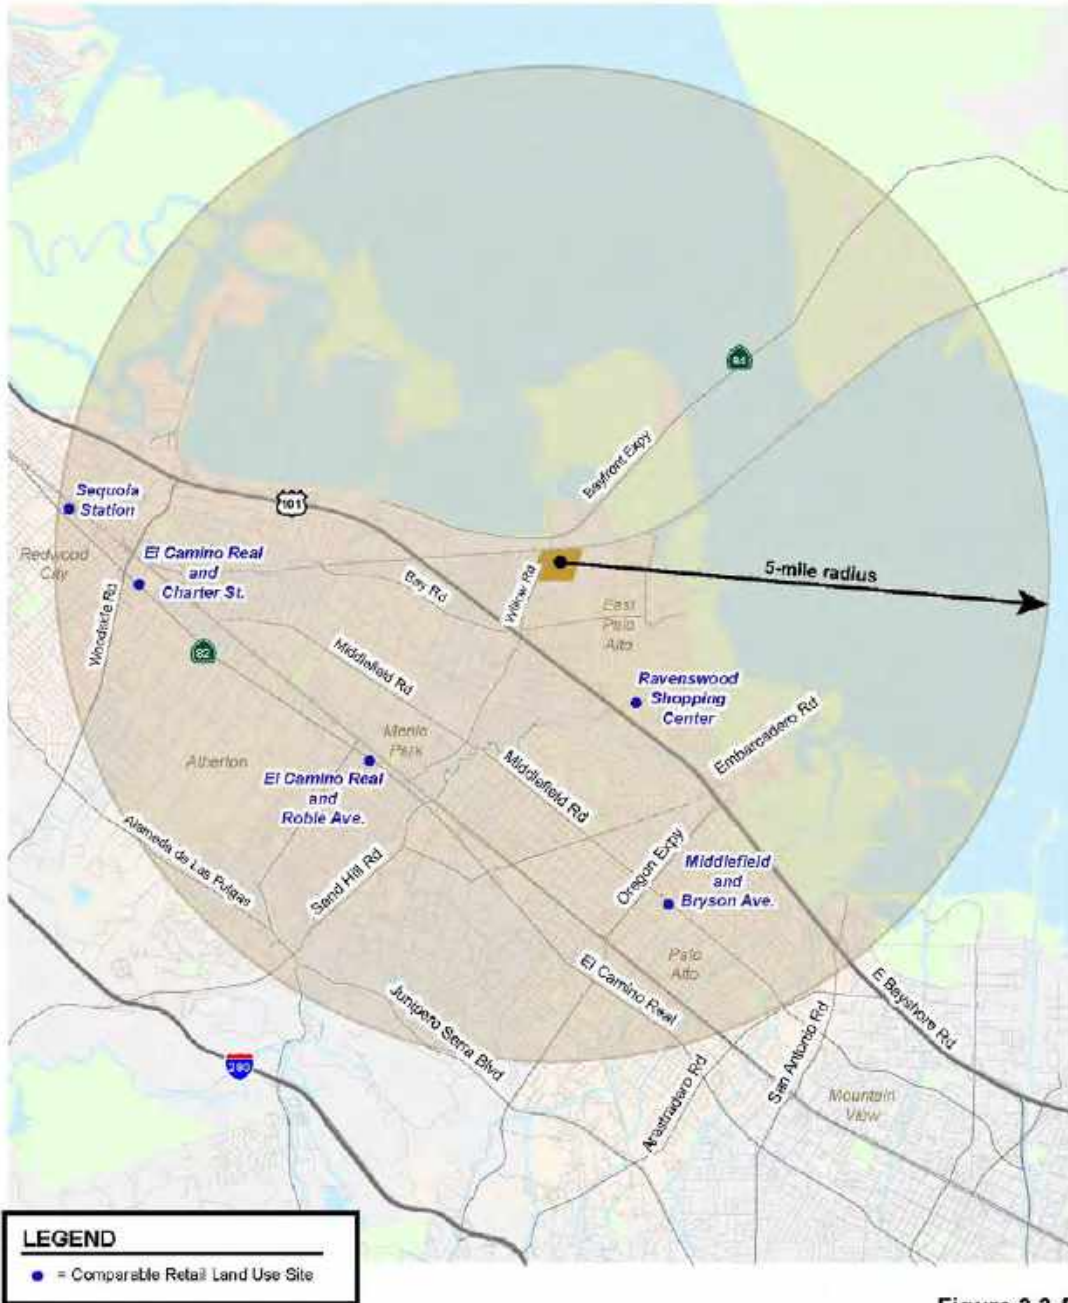 84
Bayfront Expy
101
Sequoia
Station
Redwood
City
El Camino Real
and
Charter St.
Woodside Rd
82
Bay Rd
Willow Rd
5-mile radius
East
Palo
Alto
Middlefield Rd
Ravenswood
Shopping
Center
Embarcadero Rd
Menlo
Park
Atherton
El Camino Real
and
Roble Ave.
Middlefield Rd
Alameda de Las Pulgas
Sand Hill Rd
Oregon Expy
Middlefield
and
Bryson Ave.
Palo
Alto
El Camino Real
E Bayshore Rd
Junipero Serra Blvd
San Antonio Rd
Arastradero Rd
280
Mountain
View
LEGEND
= Comparable Retail Land Use Site